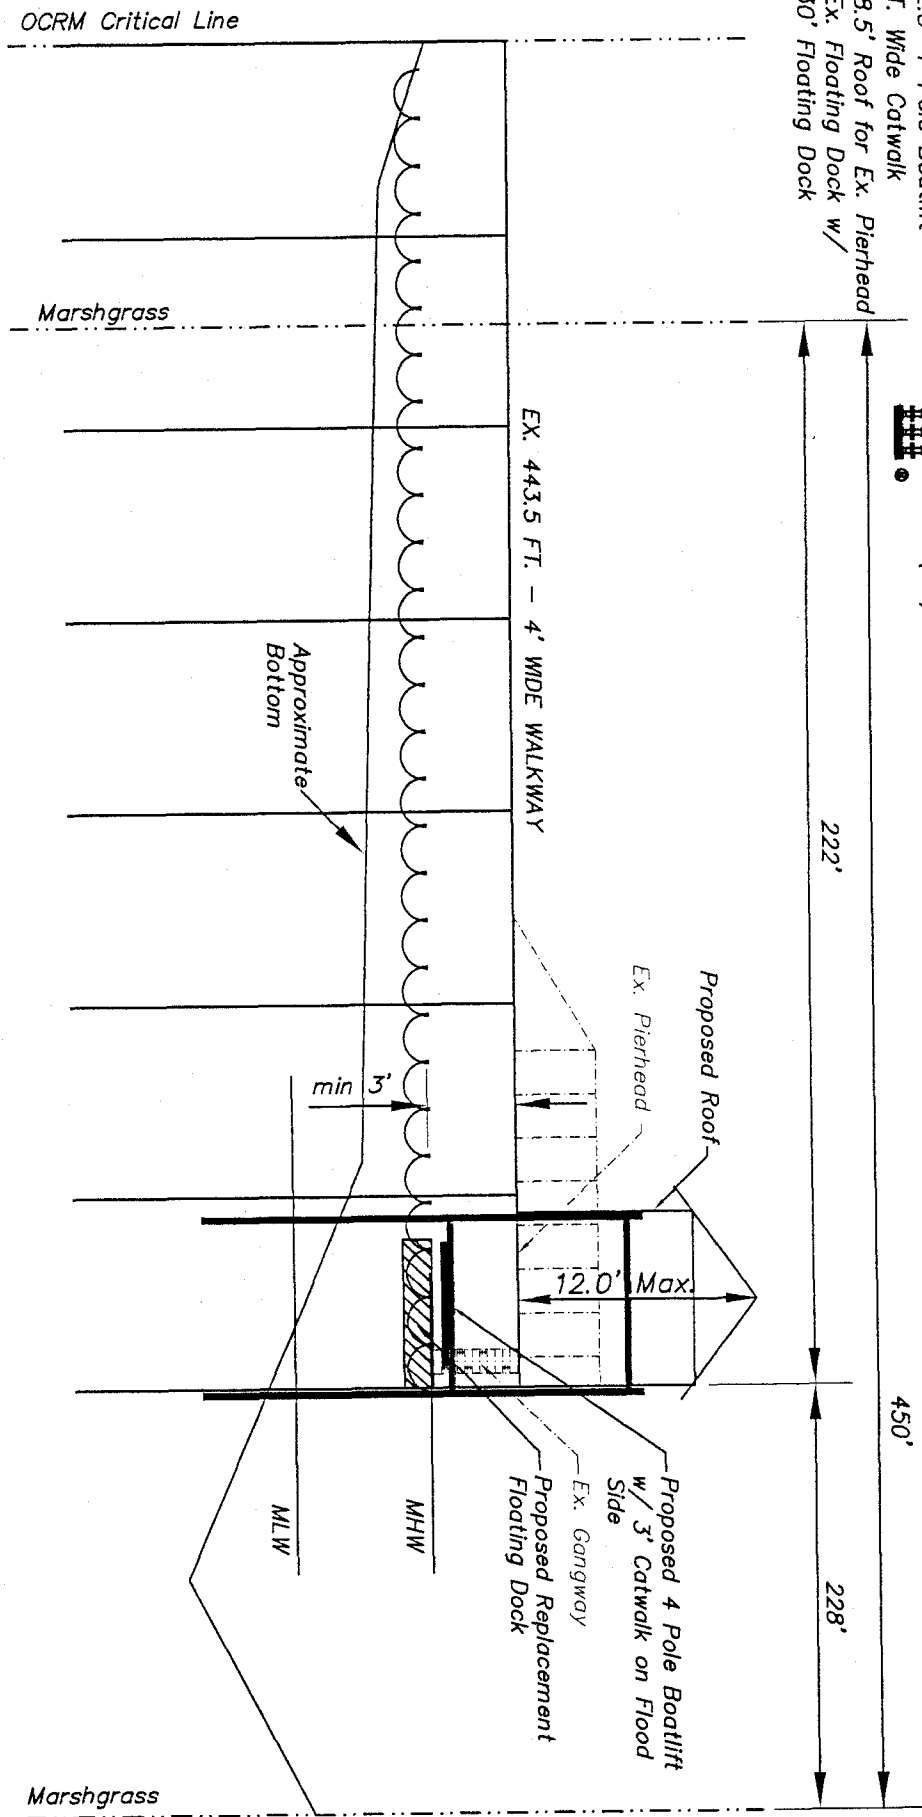 OCRM Critical Line
T. Wide Catwalk
8.5' Roof for Ex. Pierhead
Ex. Floating Dock w/
30' Floating Dock
Marshgrass
EX. 443.5 FT. - 4' WIDE WALKWAY
Approximate
Bottom
222'
450'
228'
Proposed Roof
Ex. Pierhead
min 3'
12.0' Max.
Proposed 4 Pole Boatlift
w/ 3' Catwalk on Flood
Side
Ex. Gangway
Proposed Replacement
Floating Dock
MHW
MLW
Marshgrass